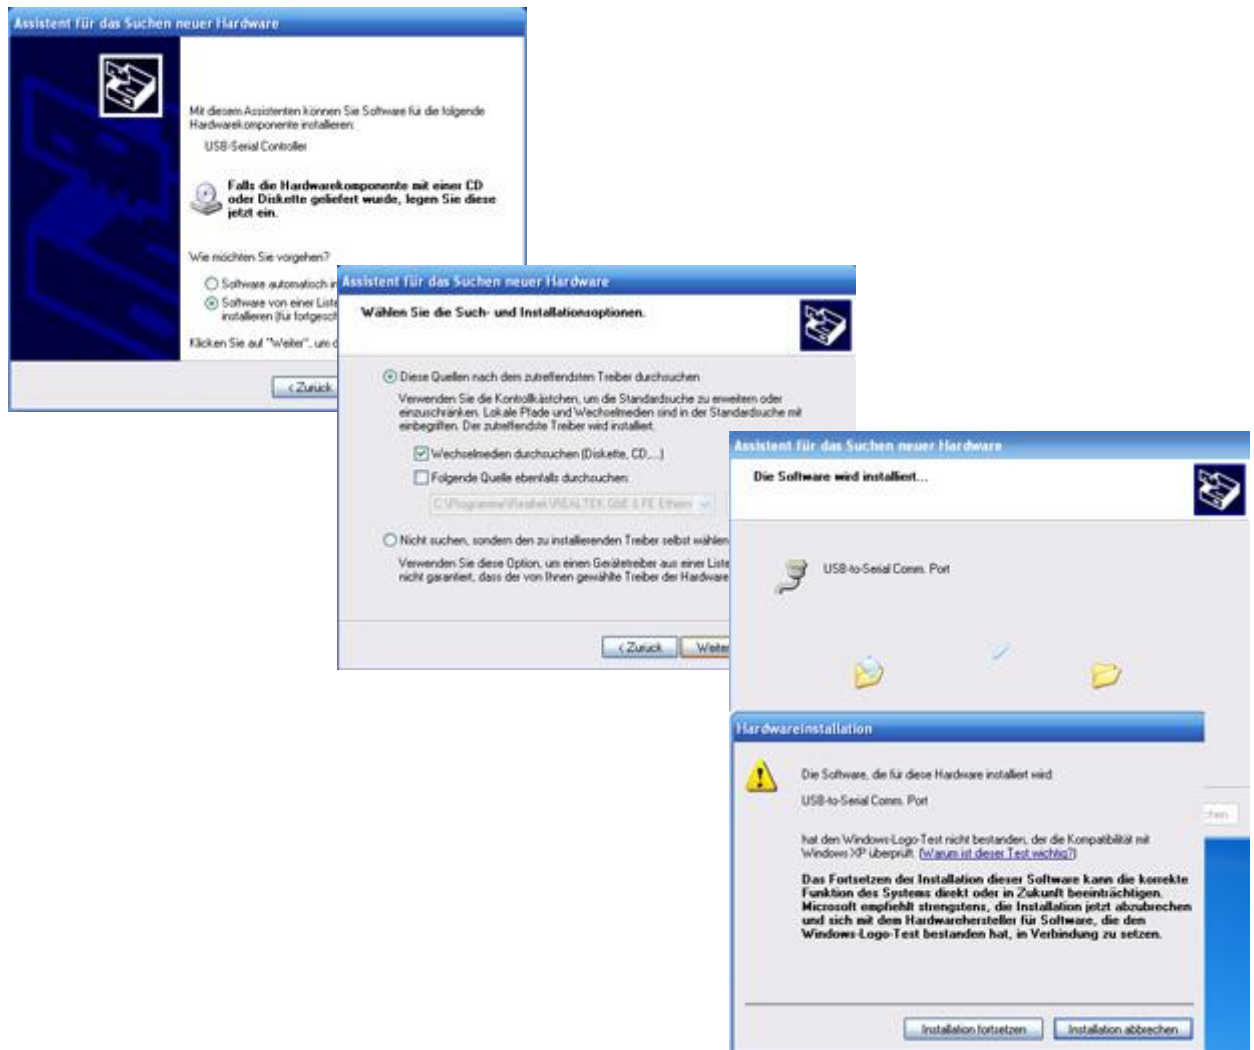 Assistent für das Suchen neuer Hardware
Mit diesem Assistenten können Sie Software für die folgende
Hardwarekomponente installieren:
USB-Serial Controller
Falls die Hardwarekomponente mit einer CD
oder Diskette geliefert wurde, legen Sie diese
jetzt ein.
Wie möchten Sie vorgehen?
Software automatisch in
Software von einer Liste
installieren (für fortgesch
Klicken Sie auf "Weiter", um d
< Zurück
Assistent für das Suchen neuer Hardware
Wählen Sie die Such- und Installationsoptionen.
Diese Quellen nach dem zutreffendsten Treiber durchsuchen
Verwenden Sie die Kontrollkästchen, um die Standardsuche zu erweitern oder
einzuschränken. Lokale Pfade und Wechselmedien sind in der Standardsuche mit
einbegriffen. Der zutreffendste Treiber wird installiert.
Wechselmedien durchsuchen (Diskette, CD,...)
Folgende Quelle ebenfalls durchsuchen:
C:\Programme\Realtek\REALTEK GbE & FE Ethern
Nicht suchen, sondern den zu installierenden Treiber selbst wählen
Verwenden Sie diese Option, um einen Gerätetreiber aus einer Liste
nicht garantiert, dass der von Ihnen gewählte Treiber der Hardware
< Zurück
Weiter
Assistent für das Suchen neuer Hardware
Die Software wird installiert...
USB-to-Serial Comm. Port
Hardwareinstallation
Die Software, die für diese Hardware installiert wird:
USB-to-Serial Comm. Port
hat den Windows-Logo-Test nicht bestanden, der die Kompatibilität mit
Windows XP überprüft. (Warum ist dieser Test wichtig?)
Das Fortsetzen der Installation dieser Software kann die korrekte
Funktion des Systems direkt oder in Zukunft beeinträchtigen.
Microsoft empfiehlt strengstens, die Installation jetzt abzubrechen
und sich mit dem Hardwarehersteller für Software, die den
Windows-Logo-Test bestanden hat, in Verbindung zu setzen.
Installation fortsetzen
Installation abbrechen